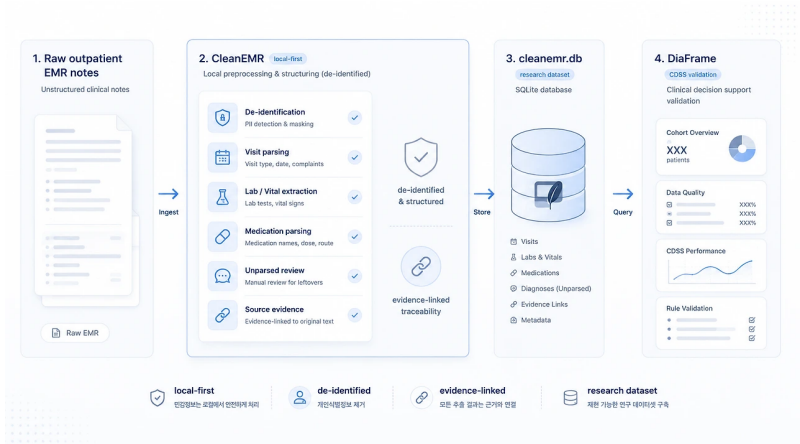 1. Raw outpatient
EMR notes
Unstructured clinical notes
Raw EMR
Ingest
2. CleanEMR
local-first
Local preprocessing & structuring (de-identified)
De-identification
PII detection & masking
Visit parsing
Visit type, date, complaints
Lab / Vital extraction
Lab tests, vital signs
Medication parsing
Medication names, dose, route
Unparsed review
Manual review for leftovers
Source evidence
Evidence-linked to original text
de-identified
& structured
evidence-linked
traceability
Store
3. cleanemr.db
research dataset
SQLite database
Visits
Labs & Vitals
Medications
Diagnoses (Unparsed)
Evidence Links
Metadata
Query
4. DiaFrame
CDSS validation
Clinical decision support
validation
Cohort Overview
XXX
patients
Data Quality
XXX%
XXX%
XXX%
CDSS Performance
Rule Validation
local-first
민감정보는 로컬에서 안전하게 처리
de-identified
개인식별정보 제거
evidence-linked
모든 추출 결과는 근거와 연결
research dataset
재현 가능한 연구 데이터셋 구축